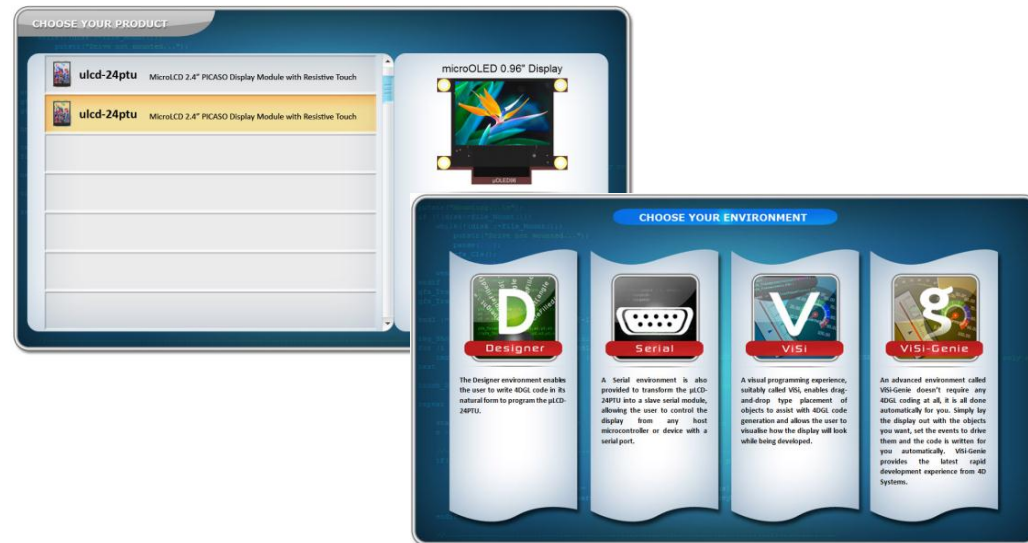 CHOOSE YOUR PRODUCT
ulcd-24ptu MicroLCD 2.4" PICASO Display Module with Resistive Touch
ulcd-24ptu MicroLCD 2.4" PICASO Display Module with Resistive Touch
microOLED 0.96" Display
µOLED96
CHOOSE YOUR ENVIRONMENT
Designer
The Designer environment enables
the user to write 4DGL code in its
natural form to program the µLCD-
24PTU.
Serial
A Serial environment is also
provided to transform the µLCD-
24PTU into a slave serial module,
allowing the user to control the
display from any host
microcontroller or device with a
serial port.
ViSi
A visual programming experience,
suitably called ViSi, enables drag-
and-drop type placement of
objects to assist with 4DGL code
generation and allows the user to
visualise how the display will look
while being developed.
ViSi-Genie
An advanced environment called
ViSi-Genie doesn't require any
4DGL coding at all, it is all done
automatically for you. Simply lay
the display out with the objects
you want, set the events to drive
them and the code is written for
you automatically. ViSi-Genie
provides the latest rapid
development experience from 4D
Systems.